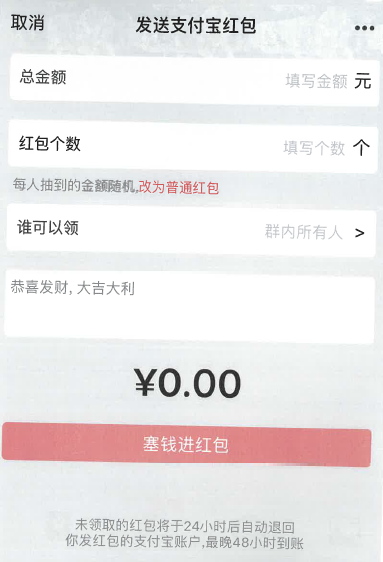 取消 发送支付宝红包 •••
总金额 填写金额 元
红包个数 填写个数 个
每人抽到的金额随机,改为普通红包
谁可以领 群内所有人 >
恭喜发财, 大吉大利
¥0.00
塞钱进红包
未领取的红包将于24小时后自动退回
你发红包的支付宝账户,最晚48小时到账